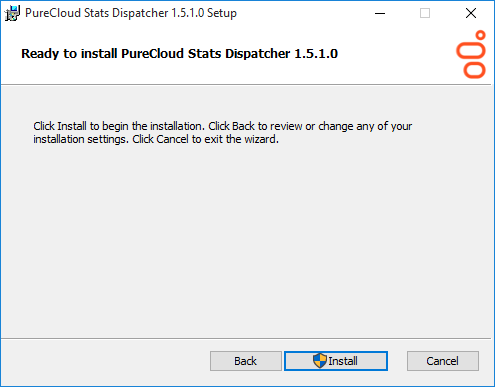 PureCloud Stats Dispatcher 1.5.1.0 Setup
Ready to install PureCloud Stats Dispatcher 1.5.1.0
Click Install to begin the installation. Click Back to review or change any of your
installation settings. Click Cancel to exit the wizard.
Back
Install
Cancel